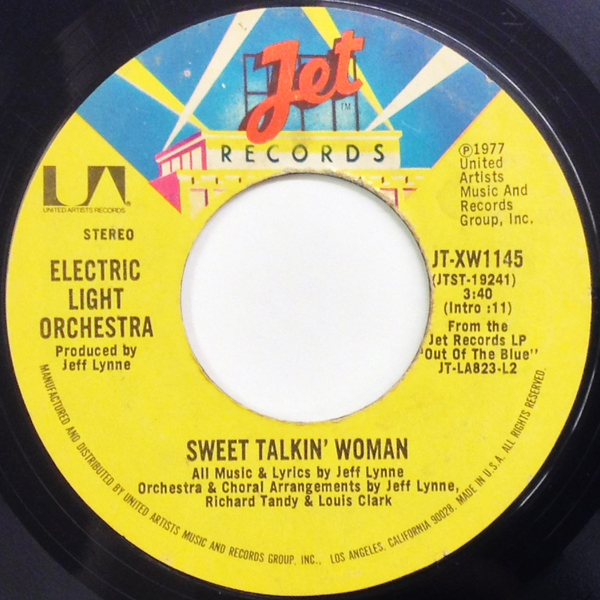 Jet
TM
RECORDS
℗1977
United
Artists
Music And
Records
Group, Inc.
UA
UNITED ARTISTS RECORDS
STEREO
ELECTRIC
LIGHT
ORCHESTRA
Produced by
Jeff Lynne
JT-XW1145
(JTST-19241)
3:40
(Intro :11)
From the
Jet Records LP
"Out Of The Blue"
JT-LA823-L2
SWEET TALKIN' WOMAN
All Music & Lyrics by Jeff Lynne
Orchestra & Choral Arrangements by Jeff Lynne,
Richard Tandy & Louis Clark
MANUFACTURED AND DISTRIBUTED BY UNITED ARTISTS MUSIC AND RECORDS GROUP, INC., LOS ANGELES, CALIFORNIA 90028. MADE IN U.S.A. ALL RIGHTS RESERVED.